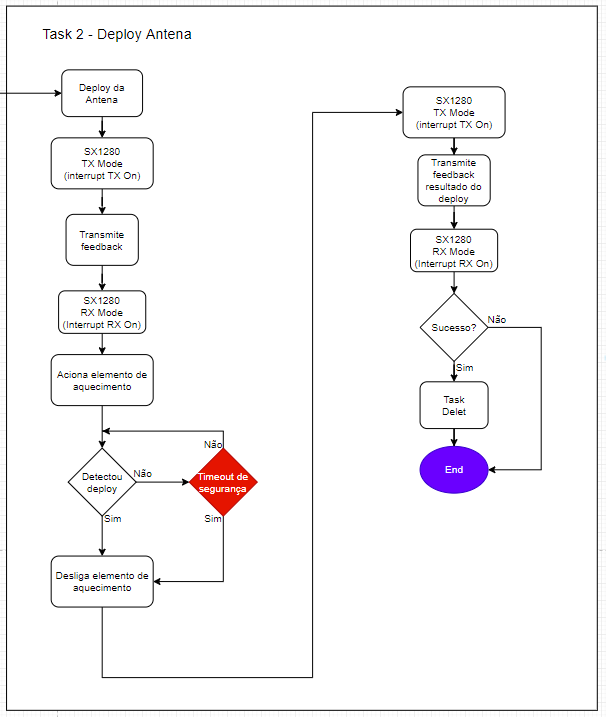 Task 2 - Deploy Antena
Deploy da
Antena
SX1280
TX Mode
(interrupt TX On)
Transmite
feedback
SX1280
RX Mode
(Interrupt RX On)
Aciona elemento de
aquecimento
Detectou
deploy
Não
Sim
Não
Timeout de
segurança
Sim
Desliga elemento de
aquecimento
SX1280
TX Mode
(interrupt TX On)
Transmite
feedback
resultado do
deploy
SX1280
RX Mode
(Interrupt RX On)
Sucesso?
Não
Sim
Task
Delet
End